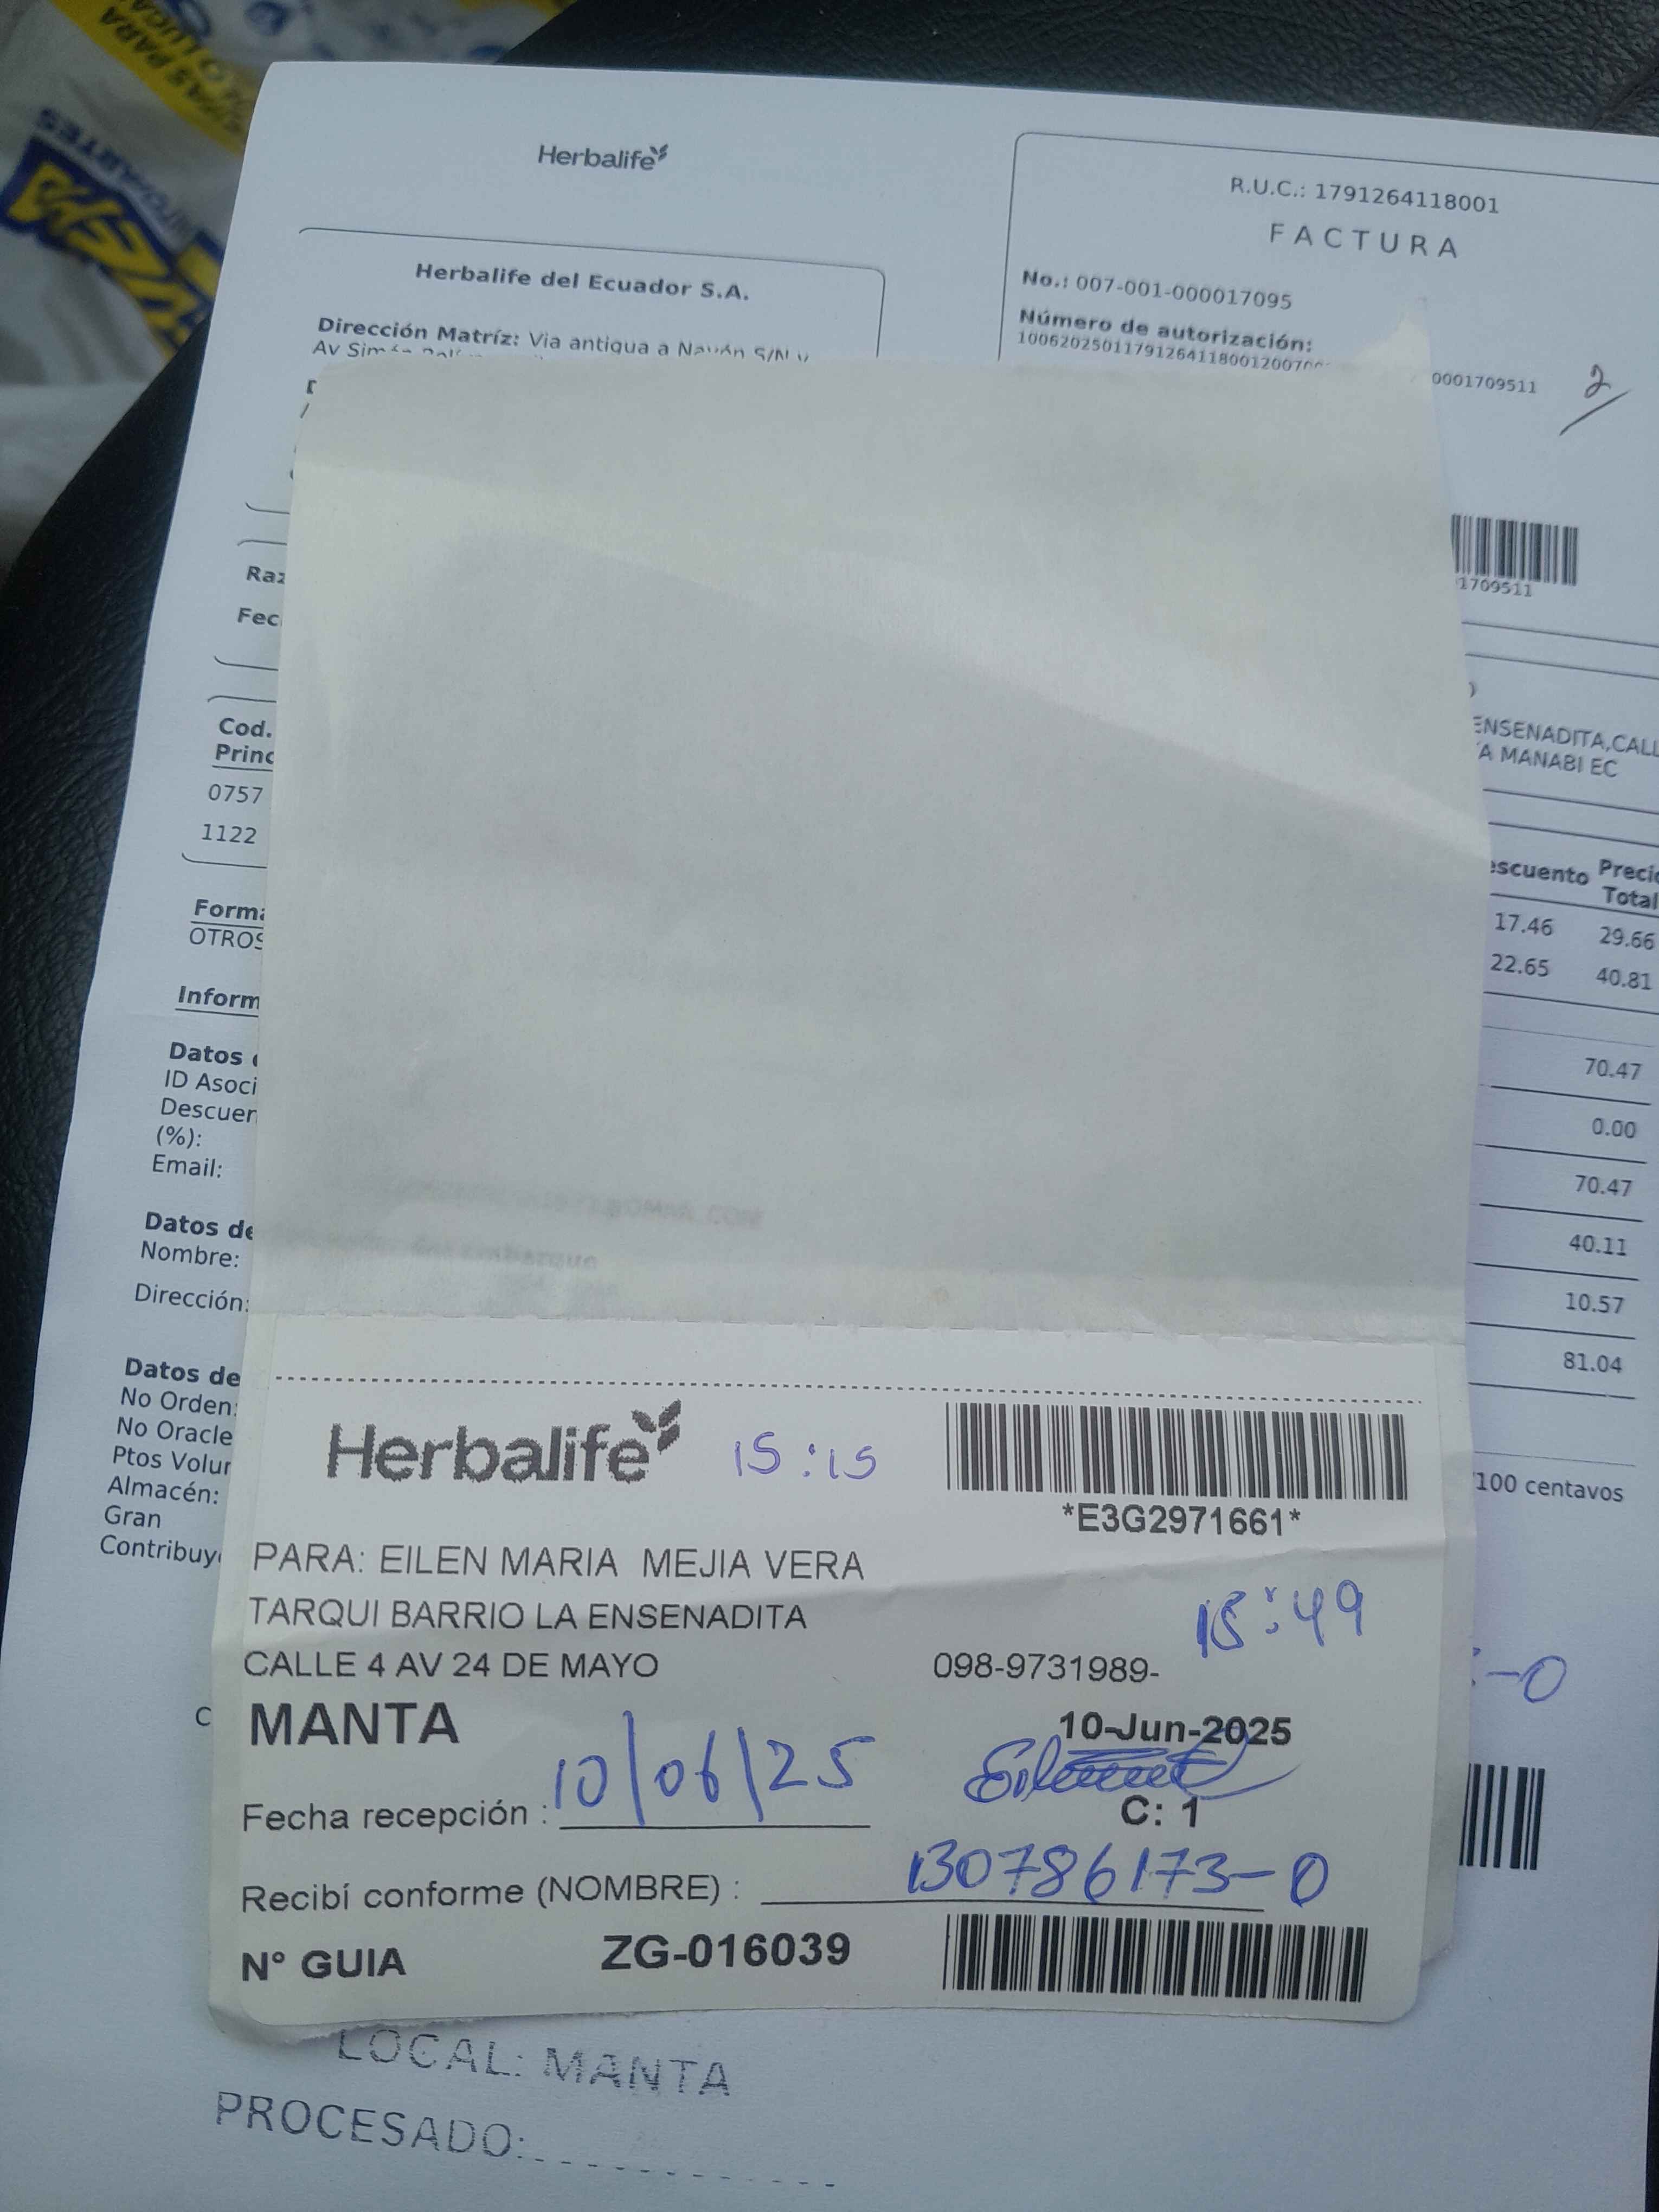 Herbalife
R.U.C.: 1791264118001
FACTURA
No.: 007-001-000017095
Número de autorización:
0001709511
2/
1709511
Herbalife del Ecuador S.A.
Dirección Matríz: Via antigua a Nayón S/N y
Av
Raz
Fec
ENSENADITA,CALL
A MANABI EC
Cod.
Princ
escuento Precio
Total
0757
17.46 29.66
1122
22.65 40.81
Forma
OTROS
70.47
0.00
70.47
40.11
10.57
81.04
/100 centavos
Inform
Datos
ID Asoci
Descuen
(%):
Email:
Datos de
Nombre:
Dirección:
Datos de
No Orden:
No Oracle
Ptos Volu
Almacén:
Gran
Contribuy
Herbalife 15:15
*E3G2971661*
PARA: EILEN MARIA MEJIA VERA
TARQUI BARRIO LA ENSENADITA
15:49
CALLE 4 AV 24 DE MAYO 098-9731989-
MANTA 10-Jun-2025
Fecha recepción : 10/06/25
C: 1
Recibí conforme (NOMBRE) : 130786173-0
N° GUIA ZG-016039
-0
LOCAL: MANTA
PROCESADO: